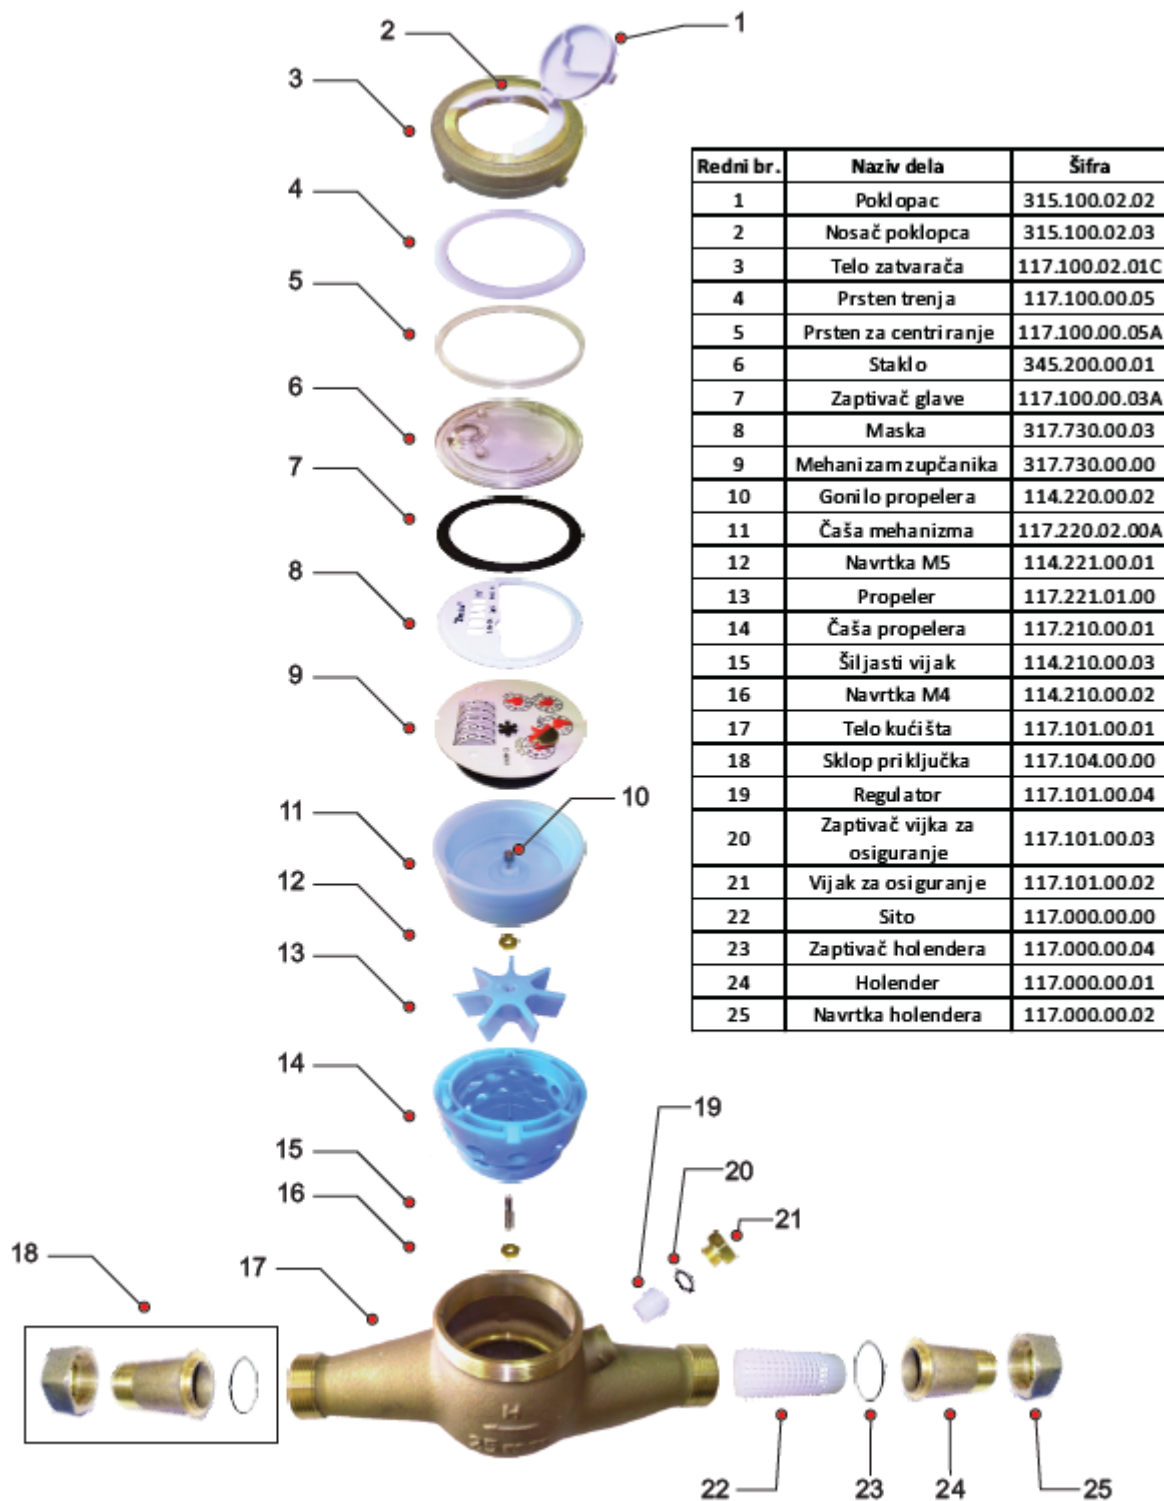 1
2
3
4
5
6
7
8
9
10
11
12
13
14
15
16
17
18
19
20
21
22
23
24
25
Redni br. Naziv dela Šifra
1 Poklopac 315.100.02.02
2 Nosač poklopca 315.100.02.03
3 Telo zatvarača 117.100.02.01C
4 Prsten trenja 117.100.00.05
5 Prsten za centriranje 117.100.00.05A
6 Staklo 345.200.00.01
7 Zaptivač glave 117.100.00.03A
8 Maska 317.730.00.03
9 Mehanizam zupčanika 317.730.00.00
10 Gonilo propelera 114.220.00.02
11 Čaša mehanizma 117.220.02.00A
12 Navrtka M5 114.221.00.01
13 Propeler 117.221.01.00
14 Čaša propelera 117.210.00.01
15 Šiljasti vijak 114.210.00.03
16 Navrtka M4 114.210.00.02
17 Telo kućišta 117.101.00.01
18 Sklop priključka 117.104.00.00
19 Regulator 117.101.00.04
20 Zaptivač vijka za
osiguranje 117.101.00.03
21 Vijak za osiguranje 117.101.00.02
22 Sito 117.000.00.00
23 Zaptivač holendera 117.000.00.04
24 Holender 117.000.00.01
25 Navrtka holendera 117.000.00.02
H